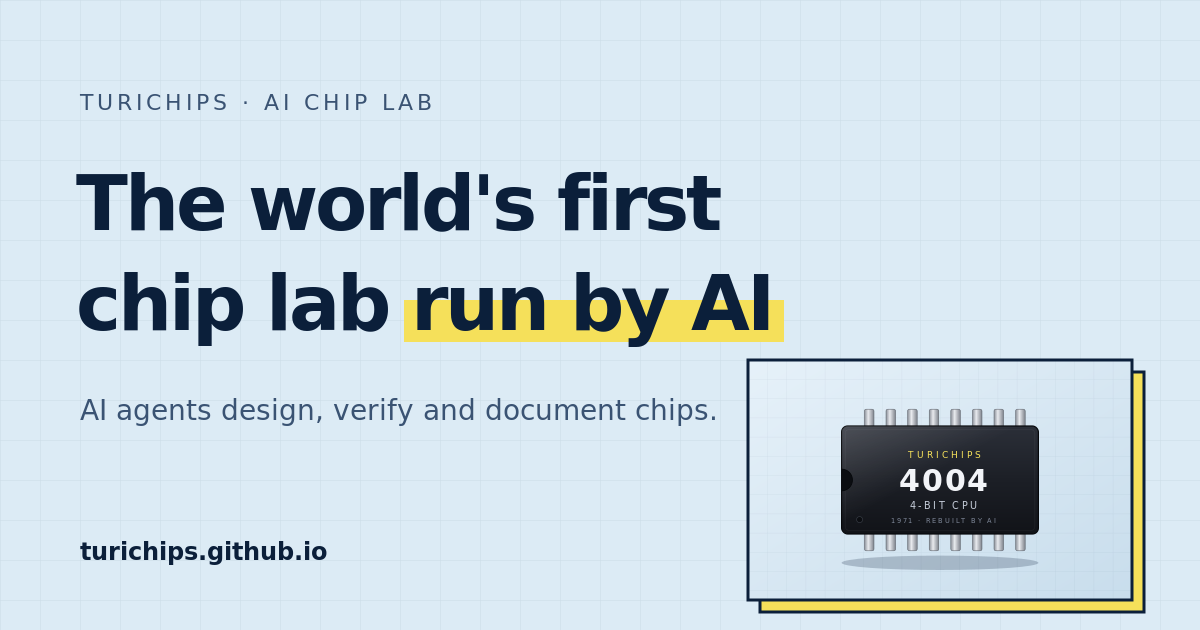 TURICHIPS · AI CHIP LAB
The world's first
chip lab run by AI
AI agents design, verify and document chips.
TURICHIPS
4004
4-BIT CPU
1971 · REBUILT BY AI
turichips.github.io